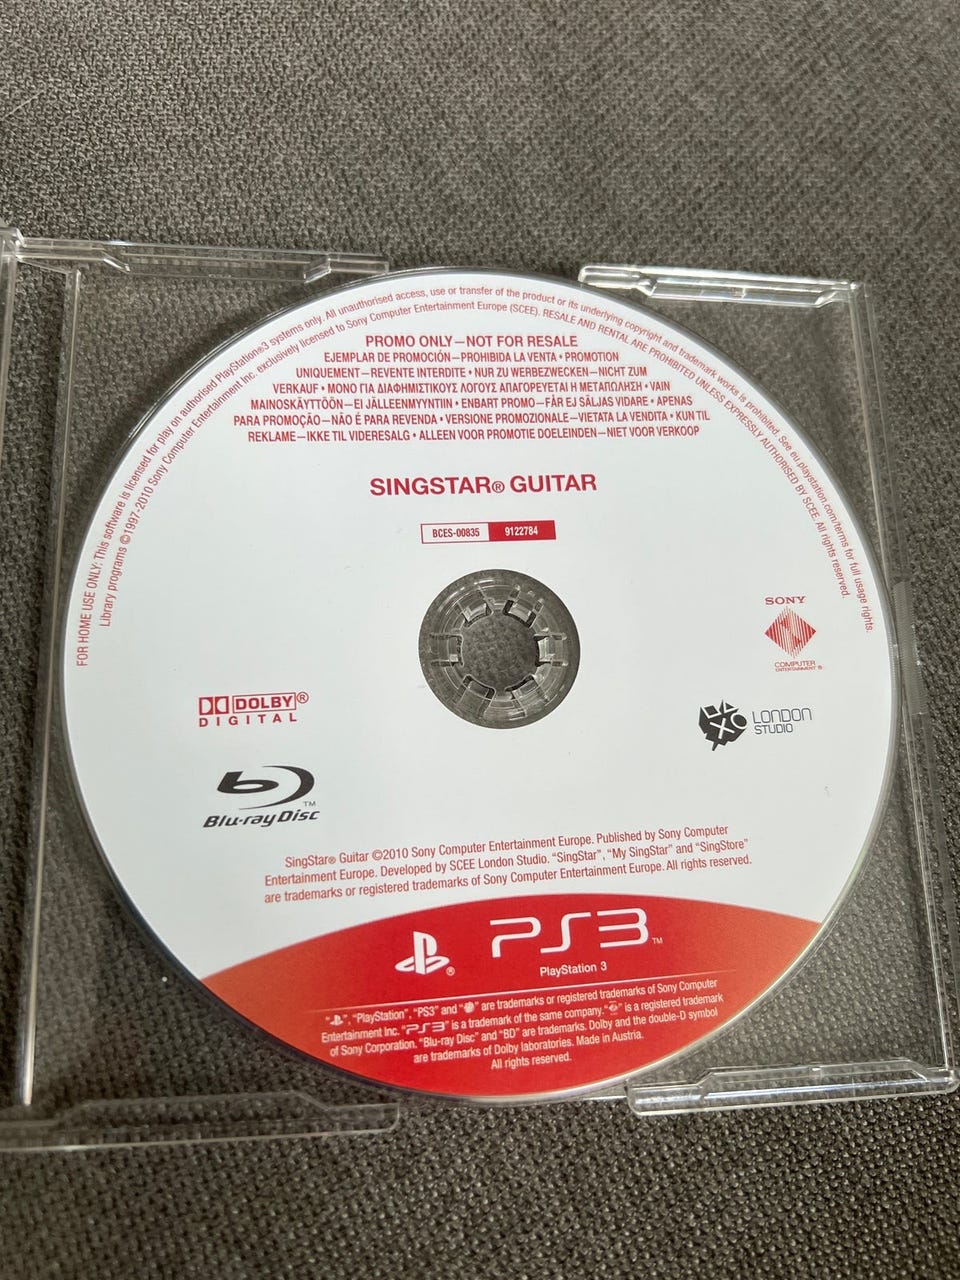 FOR HOME USE ONLY: This software is licensed for play on authorised PlayStation®3 systems only. All unauthorised access, use or transfer of the product or its underlying copyright and trademark works is prohibited. See eu.playstation.com/terms for full usage rights.
Library programs ©1997-2010 Sony Computer Entertainment Inc. exclusively licensed to Sony Computer Entertainment Europe (SCEE). RESALE AND RENTAL ARE PROHIBITED UNLESS EXPRESSLY AUTHORISED BY SCEE. All rights reserved.
PROMO ONLY—NOT FOR RESALE
EJEMPLAR DE PROMOCIÓN—PROHIBIDA LA VENTA • PROMOTION
UNIQUEMENT—REVENTE INTERDITE • NUR ZU WERBEZWECKEN—NICHT ZUM
VERKAUF • ΜΟΝΟ ΓΙΑ ΔΙΑΦΗΜΙΣΤΙΚΟΥΣ ΛΟΓΟΥΣ ΑΠΑΓΟΡΕΥΕΤΑΙ Η ΜΕΤΑΠΩΛΗΣΗ • VAIN
MAINOSKÄYTTÖÖN—EI JÄLLEENMYYNTIIN • ENBART PROMO—FÅR EJ SÄLJAS VIDARE • APENAS
PARA PROMOÇÃO—NÃO É PARA REVENDA • VERSIONE PROMOZIONALE—VIETATA LA VENDITA • KUN TIL
REKLAME—IKKE TIL VIDERESALG • ALLEEN VOOR PROMOTIE DOELEINDEN—NIET VOOR VERKOOP
SINGSTAR® GUITAR
BCES-00835 9122784
SONY
COMPUTER
ENTERTAINMENT ®
DOLBY®
DIGITAL
LONDON
STUDIO
Blu-ray Disc™
SingStar® Guitar ©2010 Sony Computer Entertainment Europe. Published by Sony Computer
Entertainment Europe. Developed by SCEE London Studio. "SingStar", "My SingStar" and "SingStore"
are trademarks or registered trademarks of Sony Computer Entertainment Europe. All rights reserved.
® PS3™
PlayStation 3
" ", "PlayStation", "PS3" and " " are trademarks or registered trademarks of Sony Computer
Entertainment Inc. "PS3" is a trademark of the same company. " " is a registered trademark
of Sony Corporation. "Blu-ray Disc" and "BD" are trademarks. Dolby and the double-D symbol
are trademarks of Dolby laboratories. Made in Austria.
All rights reserved.